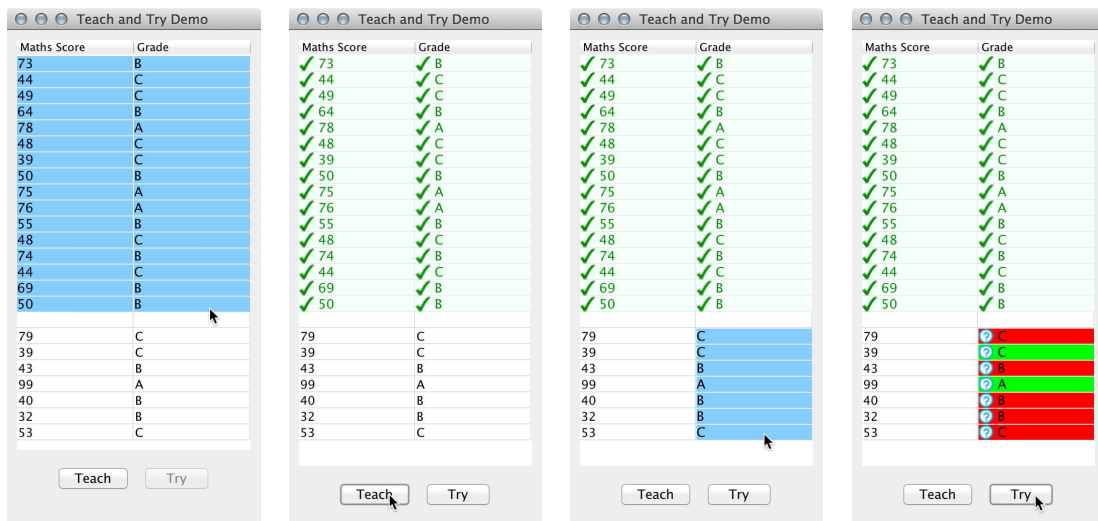 Teach and Try Demo
Maths Score Grade
73 B
44 C
49 C
64 B
78 A
48 C
39 C
50 B
75 A
76 A
55 B
48 C
74 B
44 C
69 B
50 B
79 C
39 C
43 B
99 A
40 B
32 B
53 C
Teach Try
Teach and Try Demo
Maths Score Grade
✓ 73 ✓ B
✓ 44 ✓ C
✓ 49 ✓ C
✓ 64 ✓ B
✓ 78 ✓ A
✓ 48 ✓ C
✓ 39 ✓ C
✓ 50 ✓ B
✓ 75 ✓ A
✓ 76 ✓ A
✓ 55 ✓ B
✓ 48 ✓ C
✓ 74 ✓ B
✓ 44 ✓ C
✓ 69 ✓ B
✓ 50 ✓ B
79 C
39 C
43 B
99 A
40 B
32 B
53 C
Teach Try
Teach and Try Demo
Maths Score Grade
✓ 73 ✓ B
✓ 44 ✓ C
✓ 49 ✓ C
✓ 64 ✓ B
✓ 78 ✓ A
✓ 48 ✓ C
✓ 39 ✓ C
✓ 50 ✓ B
✓ 75 ✓ A
✓ 76 ✓ A
✓ 55 ✓ B
✓ 48 ✓ C
✓ 74 ✓ B
✓ 44 ✓ C
✓ 69 ✓ B
✓ 50 ✓ B
79 C
39 C
43 B
99 A
40 B
32 B
53 C
Teach Try
Teach and Try Demo
Maths Score Grade
✓ 73 ✓ B
✓ 44 ✓ C
✓ 49 ✓ C
✓ 64 ✓ B
✓ 78 ✓ A
✓ 48 ✓ C
✓ 39 ✓ C
✓ 50 ✓ B
✓ 75 ✓ A
✓ 76 ✓ A
✓ 55 ✓ B
✓ 48 ✓ C
✓ 74 ✓ B
✓ 44 ✓ C
✓ 69 ✓ B
✓ 50 ✓ B
79 ? C
39 ? C
43 ? B
99 ? A
40 ? B
32 ? B
53 ? C
Teach Try